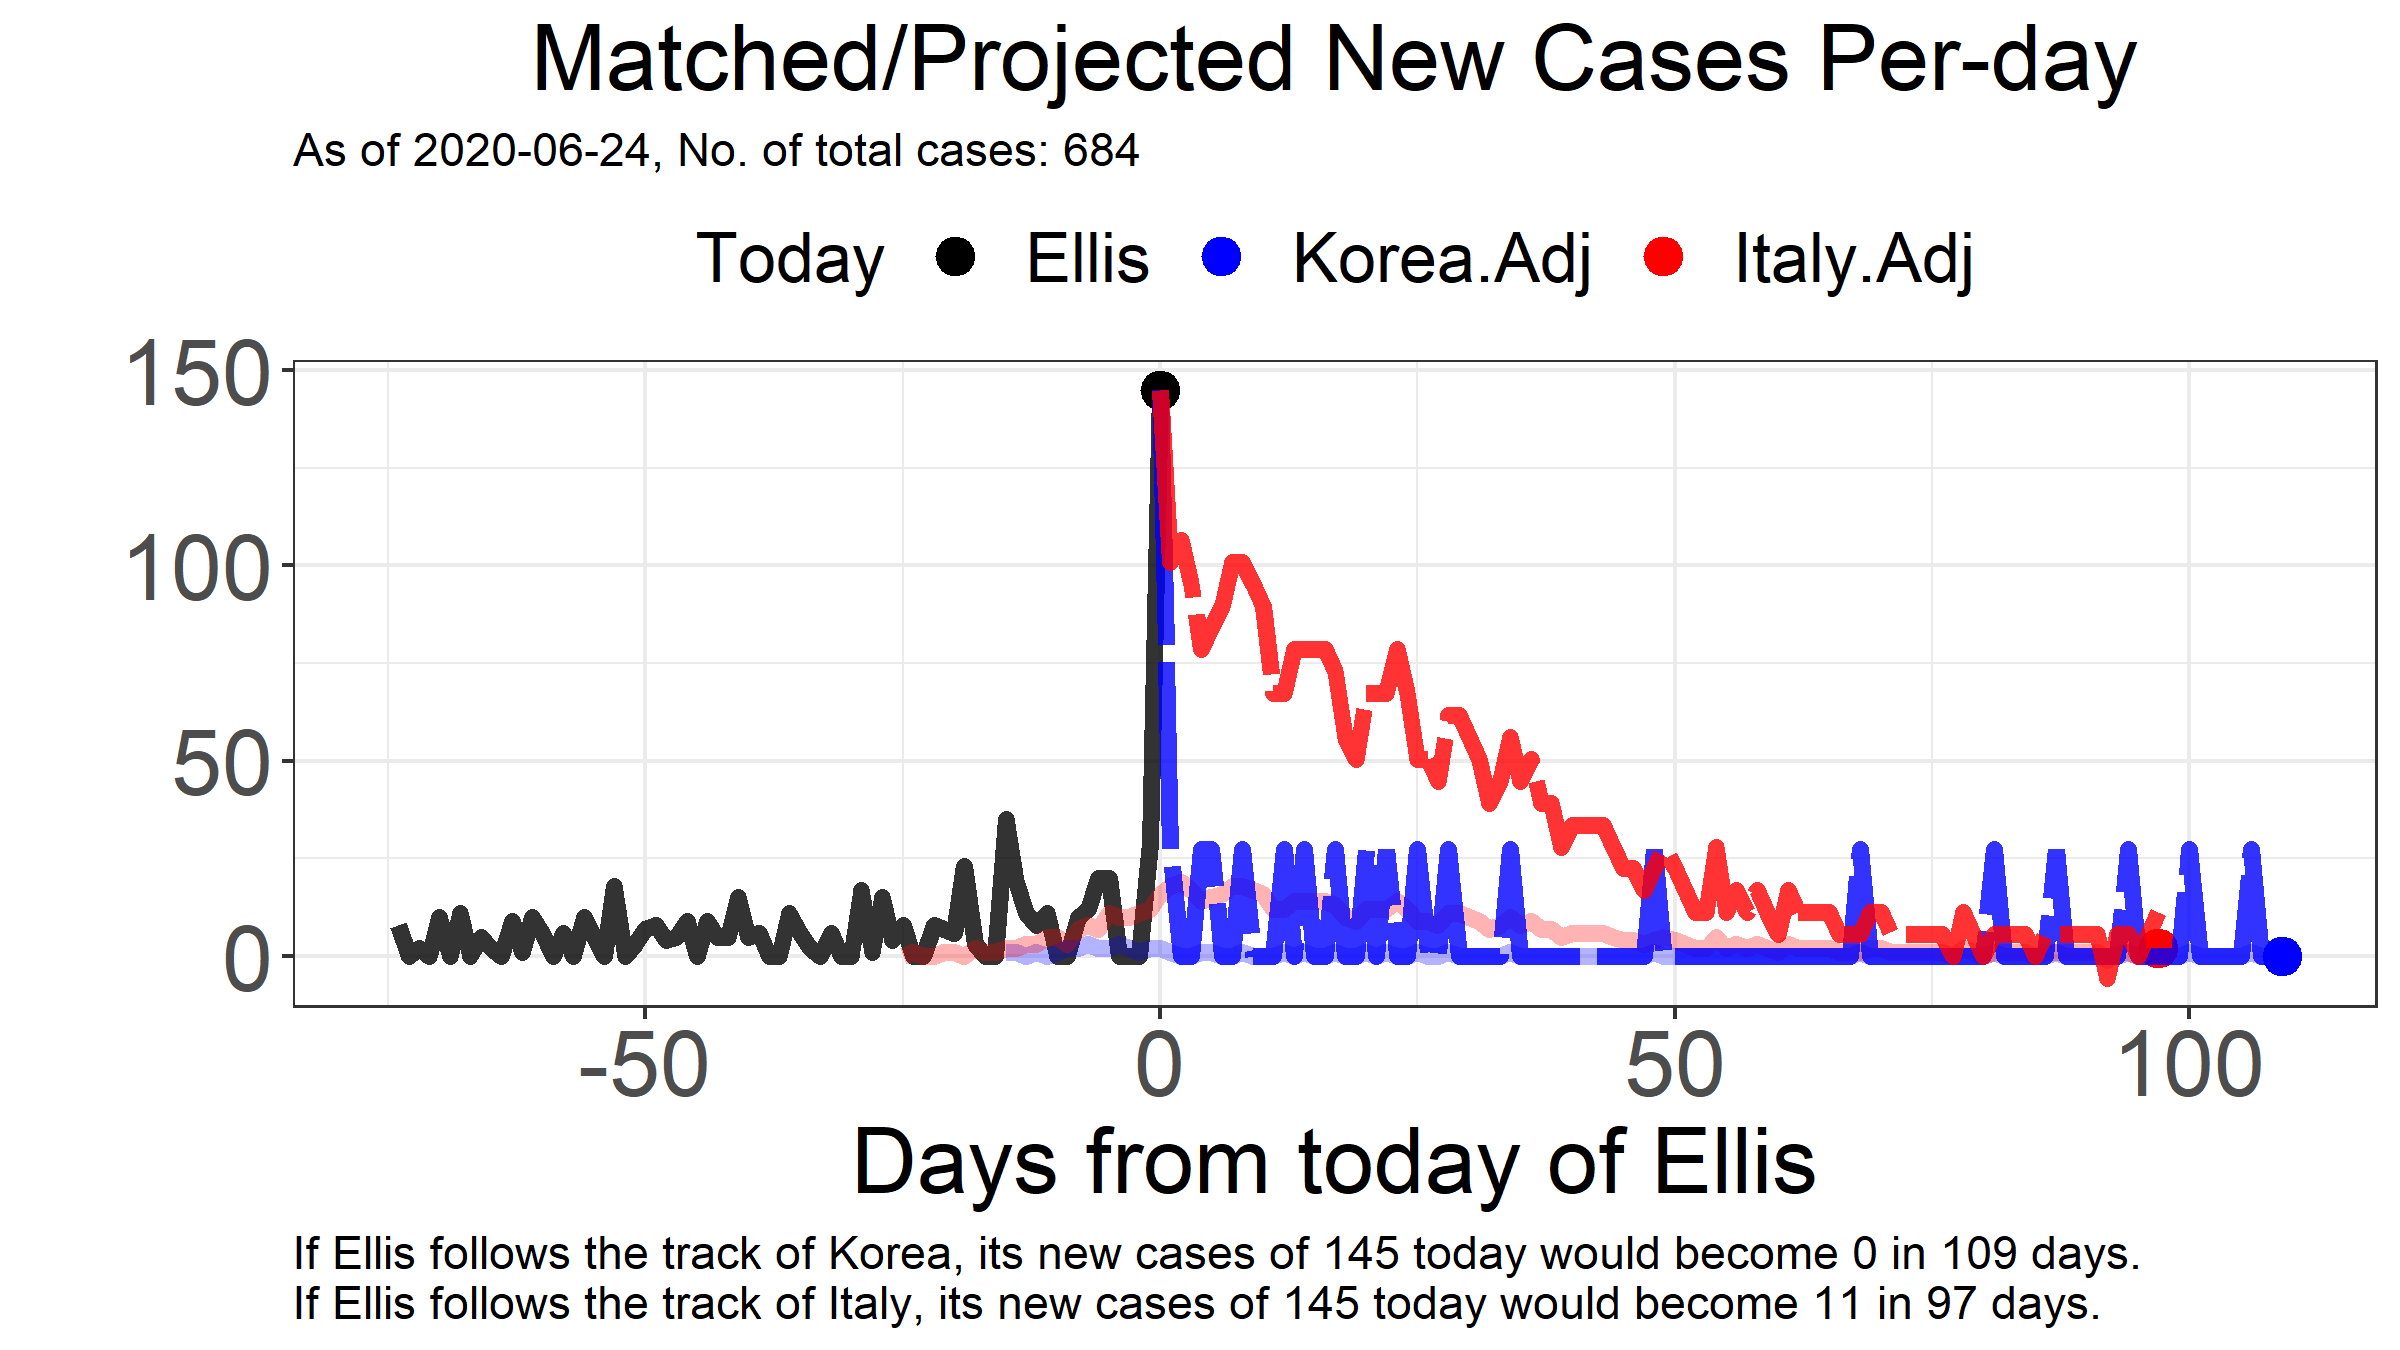 Matched/Projected New Cases Per-day
As of 2020-06-24, No. of total cases: 684
Today Ellis Korea.Adj Italy.Adj
150
100
50
0
-50 0 50 100
Days from today of Ellis
If Ellis follows the track of Korea, its new cases of 145 today would become 0 in 109 days.
If Ellis follows the track of Italy, its new cases of 145 today would become 11 in 97 days.